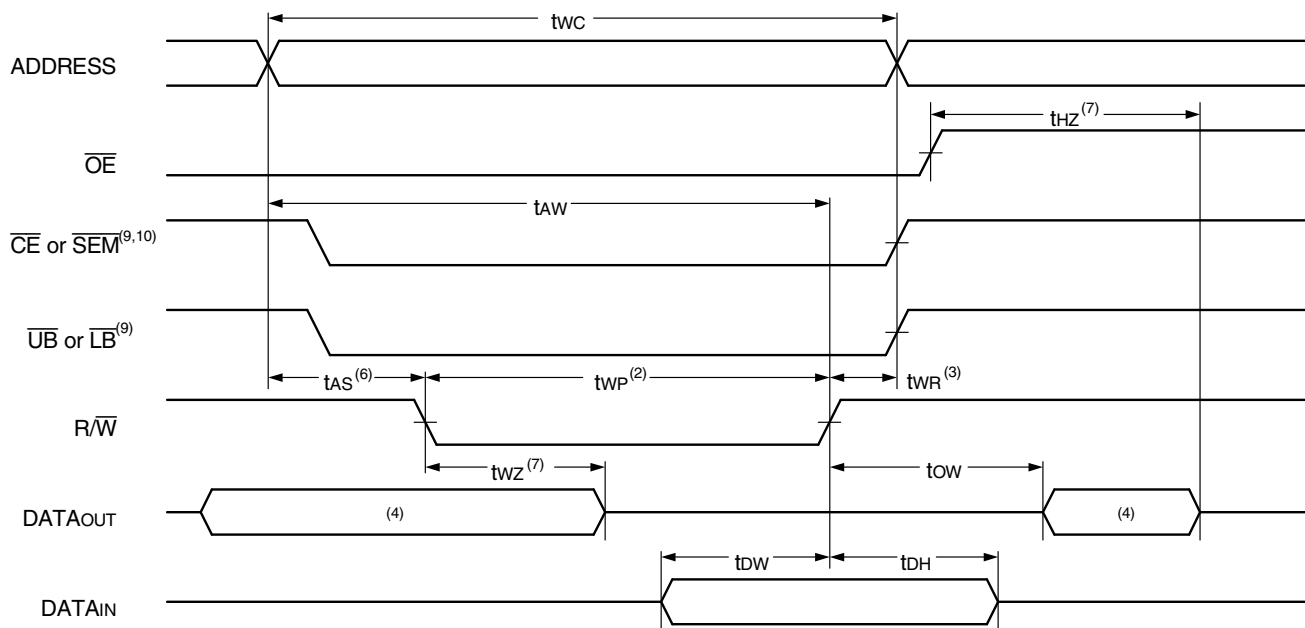 tWC
ADDRESS
tHZ(7)
OE
tAW
CE or SEM(9,10)
UB or LB(9)
tAS(6) tWP(2) tWR(3)
R/W
tWZ(7) tOW
DATAOUT (4) (4)
tDW tDH
DATAIN